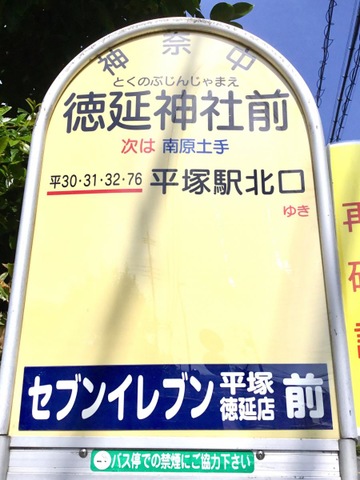 神奈中
とくのぶじんじゃまえ
徳延神社前
次は 南原土手
平30・31・32・76 平塚駅北口
ゆき
セブンイレブン 平塚徳延店 前
バス停での禁煙にご協力下さい
再
確